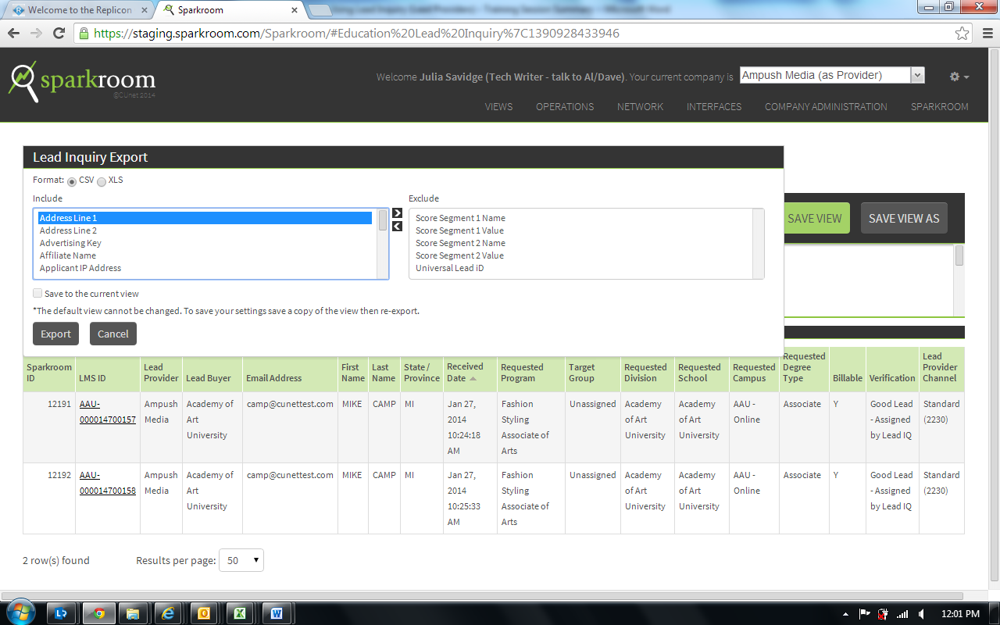 Welcome to the Replicon
Sparkroom
https://staging.sparkroom.com/Sparkroom/#Education%20Lead%20Inquiry%7C1390928433946
sparkroom
©CUnet 2014
Welcome Julia Savidge (Tech Writer - talk to Al/Dave). Your current company is
Ampush Media (as Provider)
VIEWS OPERATIONS NETWORK INTERFACES COMPANY ADMINISTRATION SPARKROOM
Lead Inquiry Export
Format: CSV XLS
Include
Exclude
Address Line 1
Address Line 2
Advertising Key
Affiliate Name
Applicant IP Address
Score Segment 1 Name
Score Segment 1 Value
Score Segment 2 Name
Score Segment 2 Value
Universal Lead iD
SAVE VIEW
SAVE VIEW AS
Save to the current view
*The default view cannot be changed. To save your settings save a copy of the view then re-export.
Export
Cancel
Sparkroom
ID
LMS ID
Lead
Provider
Lead Buyer
Email Address
First
Name
Last
Name
State /
Province
Received
Date
Requested
Program
Target
Group
Requested
Division
Requested
School
Requested
Campus
Requested
Degree
Type
Billable
Verification
Lead
Provider
Channel
12191
AAU-
000014700157
Ampush
Media
Academy of
Art
University
camp@cunettest.com
MIKE
CAMP
MI
Jan 27,
2014
10:24:18
AM
Fashion
Styling
Associate of
Arts
Unassigned
Academy
of Art
University
Academy
of Art
University
AAU -
Online
Associate
Y
Good Lead
- Assigned
by Lead IQ
Standard
(2230)
12192
AAU-
000014700158
Ampush
Media
Academy of
Art
University
camp@cunettest.com
MIKE
CAMP
MI
Jan 27,
2014
10:25:33
AM
Fashion
Styling
Associate of
Arts
Unassigned
Academy
of Art
University
Academy
of Art
University
AAU -
Online
Associate
Y
Good Lead
- Assigned
by Lead IQ
Standard
(2230)
2 row(s) found
Results per page: 50
12:01 PM